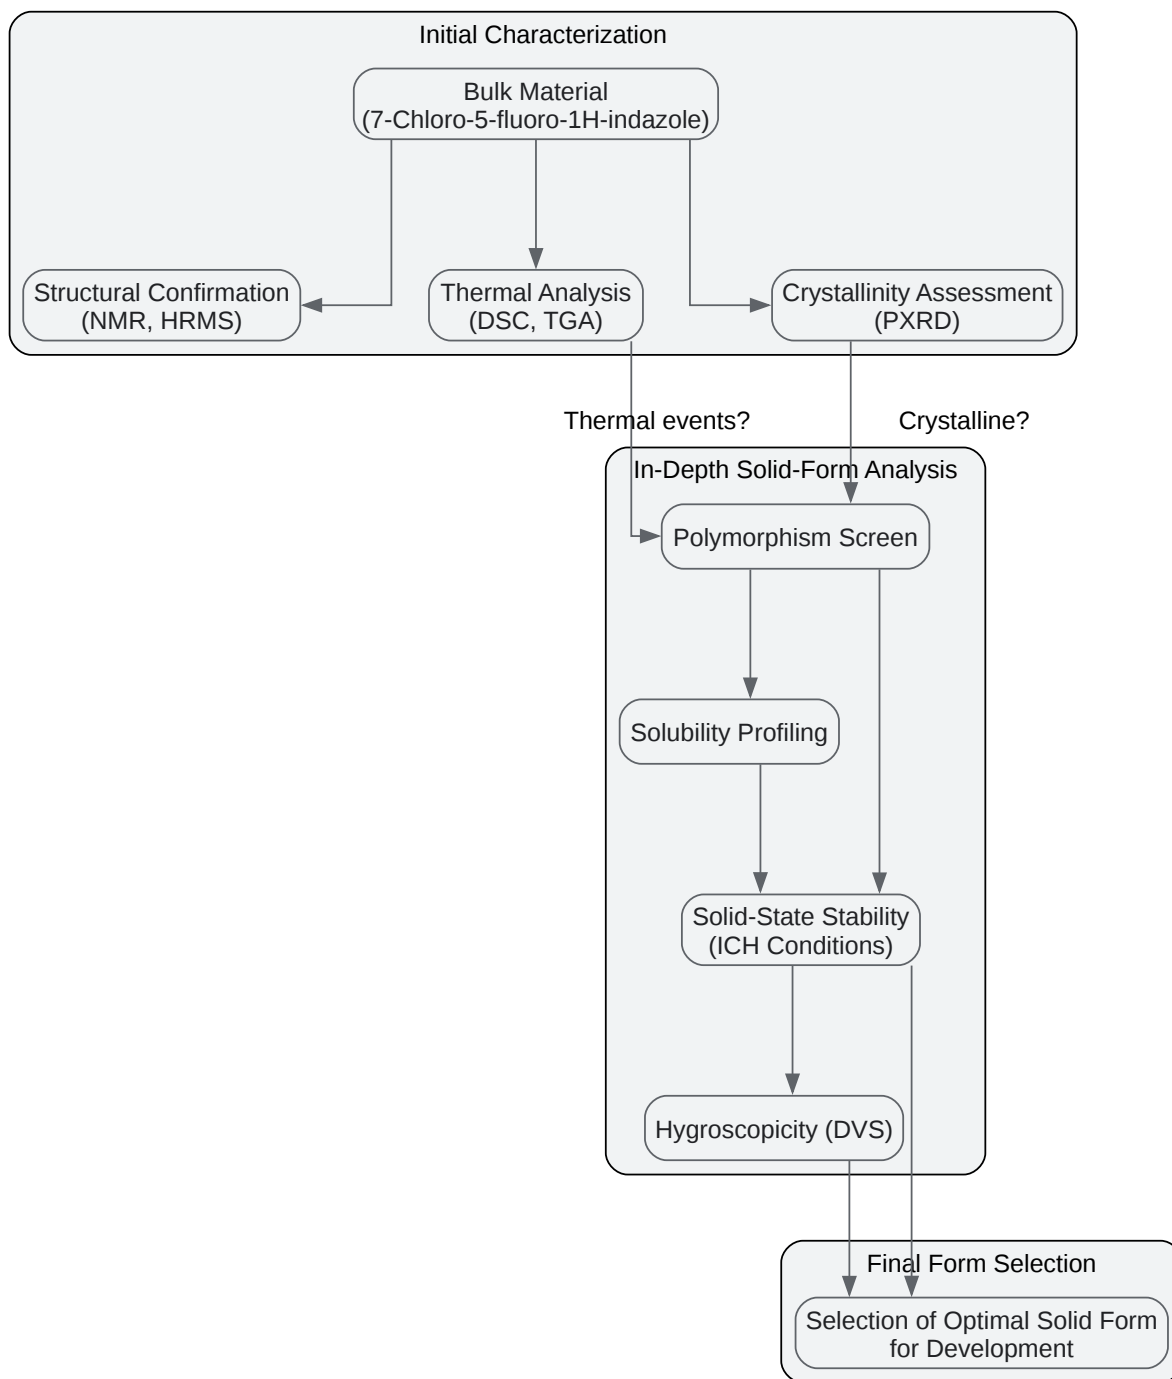 Initial Characterization
Bulk Material
(7-Chloro-5-fluoro-1H-indazole)
Structural Confirmation
(NMR, HRMS)
Thermal Analysis
(DSC, TGA)
Crystallinity Assessment
(PXRD)
Thermal events?
Crystalline?
In-Depth Solid-Form Analysis
Polymorphism Screen
Solubility Profiling
Solid-State Stability
(ICH Conditions)
Hygroscopicity (DVS)
Final Form Selection
Selection of Optimal Solid Form
for Development